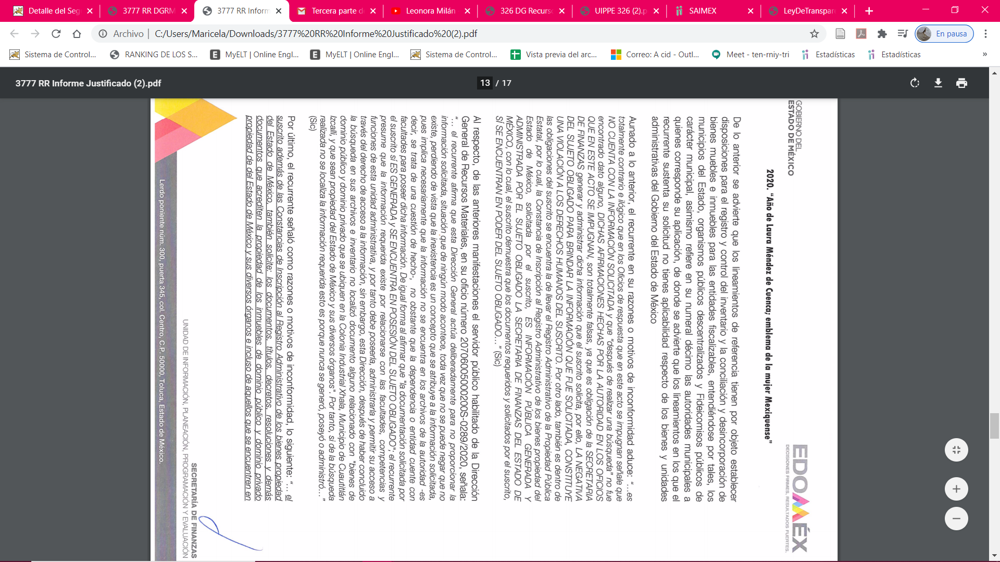 Detalle del Seg
3777 RR DGRM
3777 RR Inform
Tercera parte d
Leonora Milán
326 DG Recurso
UIPPE 326 (2).p
SAIMEX
LeyDeTranspar
Archivo | C:/Users/Maricela/Downloads/3777%20RR%20Informe%20Justificado%20(2).pdf
En pausa
Sistema de Control...
RANKING DE LOS S...
MyELT | Online Engl...
MyELT | Online Engl...
Sistema de Control...
Vista previa del arc...
Correo: A cid - Outl...
Meet - ten-rniy-tri
Estadísticas
Estadísticas
»
3777 RR Informe Justificado (2).pdf
13 / 17
GOBIERNO DEL
ESTADO DE MÉXICO
EDOMÉX
DECISIONES FIRMES, RESULTADOS FUERTES.
2020. “Año de Laura Méndez de Cuenca; emblema de la mujer Mexiquense”
De lo anterior se advierte que los lineamientos de referencia tienen por objeto establecer
disposiciones para el registro y control del inventario y la conciliación y desincorporación de
bienes muebles e inmuebles para las entidades fiscalizables, entendiéndose por tales, los
municipios del Estado, organismos públicos descentralizados y Fideicomisos públicos de
carácter municipal, asimismo refiere en su numeral décimo las autoridades municipales a
quienes corresponde su aplicación, de donde se advierte que los lineamientos en los que el
recurrente sustenta su solicitud no tienes aplicabilidad respecto de los bienes y unidades
administrativas del Gobierno del Estado de México
Aunado a lo anterior, el recurrente en su razones o motivos de inconformidad aduce: “…es
totalmente contrario e ilógico que en los Oficios de respuesta que en este acto se impugnan señale que
NO CUENTA CON LA INFORMACIÓN SOLICITADA y que “después de realizar una búsqueda” no fue
encontrado dato alguno, DICHAS AFIRMACIONES HECHAS POR LA AUTORIDAD EN LOS OFICIOS
QUE EN ESTE ACTO SE IMPUGNAN, son totalmente falsas, ya que es obligación de la SECRETARIA
DE FINANZAS generar y administrar dicha información que el suscrito solicita, por ello, LA NEGATIVA
DEL SUJETO OBLIGADO PARA BRINDAR LA INFORMACIÓN QUE FUE SOLICITADA, CONSTITUYE
UNA VIOLACIÓN A LOS DERECHOS HUMANOS DEL SUSCRITO. Por otro lado, también es dentro de
las obligaciones del suscrito se encuentra la de llevar el Registro Administrativo de la Propiedad Pública
Estatal, por lo cual, la Constancia de Inscripción al Registro Administrativo de los bienes propiedad del
Estado de México, solicitada por el suscrito, ES INFORMACIÓN PÚBLICA GENERADA Y
ADMINISTRADA POR EL SUJETO OBLIGADO LA SECRETARIA DE FINANZAS DEL ESTADO DE
MÉXICO, con lo cual, el suscrito demuestra que los documentos requeridos y solicitados por el suscrito,
SÍ SE ENCUENTRAN EN PODER DEL SUJETO OBLIGADO…” (Sic)
Al respecto, de las anteriores manifestaciones el servidor público habilitado de la Dirección
General de Recursos Materiales, en su oficio número 20706005000200S-0289/2020, señala:
“… el recurrente afirma que esta Dirección General actúa deliberadamente para no proporcionar la
información solicitada, situación que de ningún modo acontece, toda vez que no se puede negar que no
existe, perdiendo de vista que la inexistencia es un concepto que se atribuye a la información solicitada,
pues implica necesariamente que la información no se encuentra en los archivos de la autoridad -es
decir, se trata de una cuestión de hecho-, no obstante que la dependencia o entidad cuente con
facultades para poseer dicha información. De igual forma al afirmar que “la documentación solicitada por
el suscrito sí ES GENERADA y SE ENCUENTRA EN POSESIÓN DEL SUJETO OBLIGADO”; el recurrente
presume que la información requerida existe por relacionarse con las facultades, competencias y
funciones de esta unidad administrativa, y por tanto debe poseerla, administrarla y permitir su acceso a
través del derecho de acceso a la información, sin embargo, esta Dirección, después de haber concluido
la búsqueda en sus archivos e inventario no localizó documento alguno relacionado con “bienes de
dominio público y dominio privado que se ubiquen en la Colonia Industrial Xhala, Municipio de Cuautitlán
Izcalli, y que sean propiedad del Estado de México y sus diversos órganos”. Por tanto, si de la búsqueda
realizada no se localiza la información requerida esto es porque nunca se generó, poseyó o administró…”
(Sic)
Por último, el recurrente señaló como razones o motivos de inconformidad, lo siguiente: “… el
suscrito además de las Constancias de Inscripción al Registro Administrativo de los bienes propiedad
del Estado de México, también solicite: los documentos, títulos, decretos, resoluciones y demás
documentos que acrediten la propiedad de los inmuebles de dominio público y dominio privado
propiedad de del Estado de México y sus diversos órganos e incluso de aquellos que se encuentren en
SECRETARÍA DE FINANZAS
UNIDAD DE INFORMACIÓN, PLANEACIÓN, PROGRAMACIÓN Y EVALUACIÓN
Lerdo poniente núm. 300, puerta 345, col. Centro, C.P. 50000, Toluca, Estado de México.